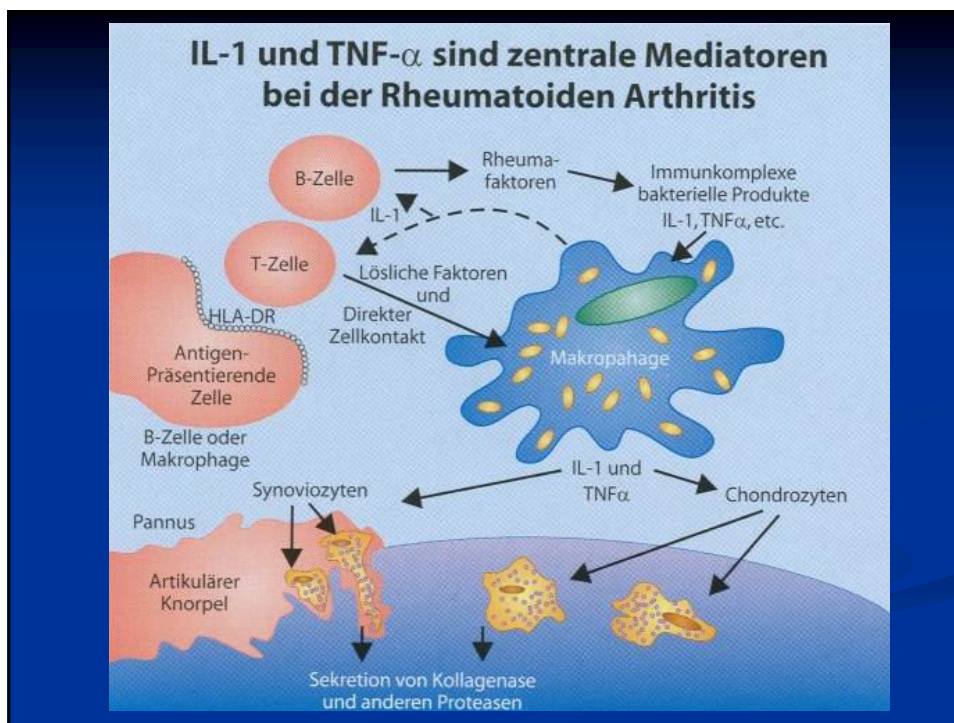 IL-1 und TNF-α sind zentrale Mediatoren
bei der Rheumatoiden Arthritis
B-Zelle
Rheuma-
faktoren
Immunkomplexe
bakterielle Produkte
IL-1, TNFα, etc.
IL-1
T-Zelle
Lösliche Faktoren
und
Direkter
Zellkontakt
HLA-DR
Antigen-
Präsentierende
Zelle
Makropahage
B-Zelle oder
Makrophage
IL-1 und
TNFα
Synoviozyten
Chondrozyten
Pannus
Artikulärer
Knorpel
Sekretion von Kollagenase
und anderen Proteasen